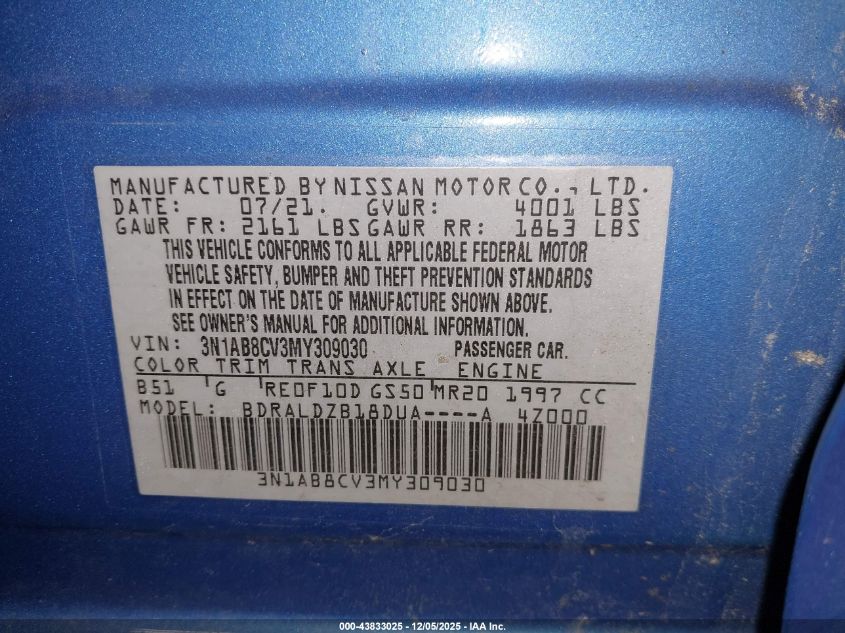 MANUFACTURED BY NISSAN MOTOR CO., LTD.
DATE: 07/21. GVWR: 4001 LBS
GAWR FR: 2161 LBS GAWR RR: 1863 LBS
THIS VEHICLE CONFORMS TO ALL APPLICABLE FEDERAL MOTOR
VEHICLE SAFETY, BUMPER AND THEFT PREVENTION STANDARDS
IN EFFECT ON THE DATE OF MANUFACTURE SHOWN ABOVE.
SEE OWNER'S MANUAL FOR ADDITIONAL INFORMATION.
VIN: 3N1AB8CV3MY309030 PASSENGER CAR.
COLOR TRIM TRANS AXLE ENGINE
B51 G RE0F10D GS50 MR20 1997 CC
MODEL: BDRALDZB18DUA----A 4Z000
3N1AB8CV3MY309030
000-43833025 - 12/05/2025 - IAA Inc.